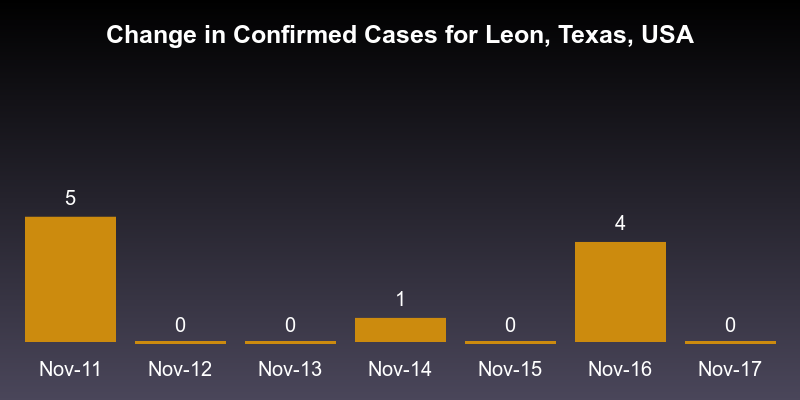 Change in Confirmed Cases for Leon, Texas, USA
5
0
0
1
0
4
0
Nov-11
Nov-12
Nov-13
Nov-14
Nov-15
Nov-16
Nov-17